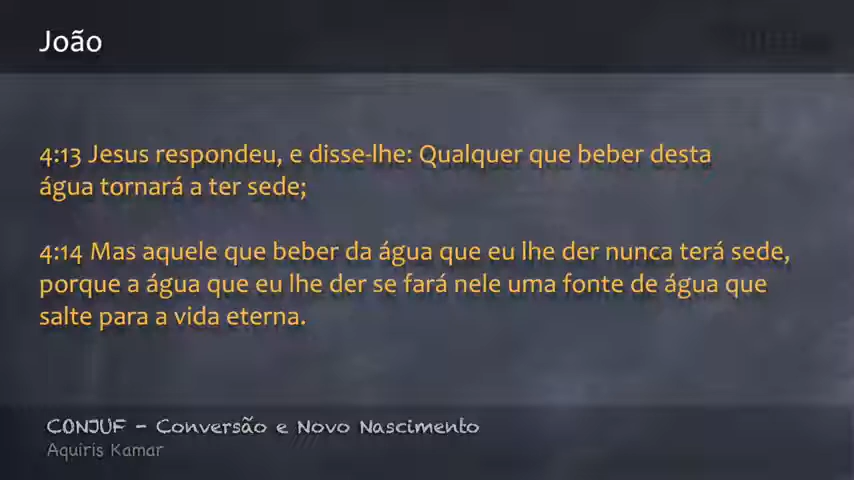 João
4:13 Jesus respondeu, e disse-lhe: Qualquer que beber desta
água tornará a ter sede;
4:14 Mas aquele que beber da água que eu lhe der nunca terá sede,
porque a água que eu lhe der se fará nele uma fonte de água que
salte para a vida eterna.
CONJUF - Conversão e Novo Nascimento
Aquiris Kamar